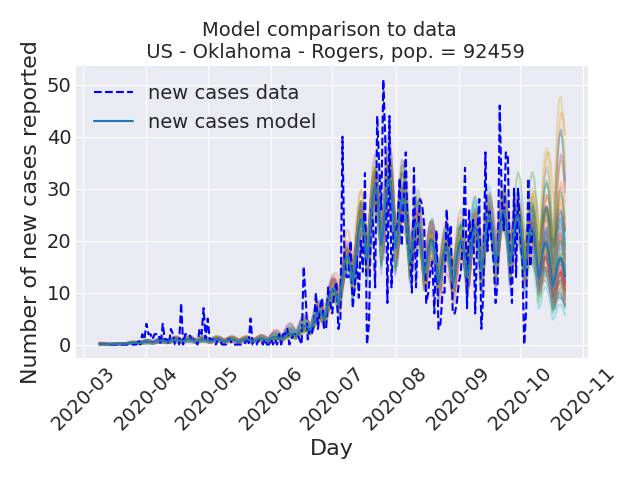 Model comparison to data
US - Oklahoma - Rogers, pop. = 92459
Number of new cases reported
50
40
30
20
10
0
new cases data
new cases model
2020-03
2020-04
2020-05
2020-06
2020-07
2020-08
2020-09
2020-10
2020-11
Day